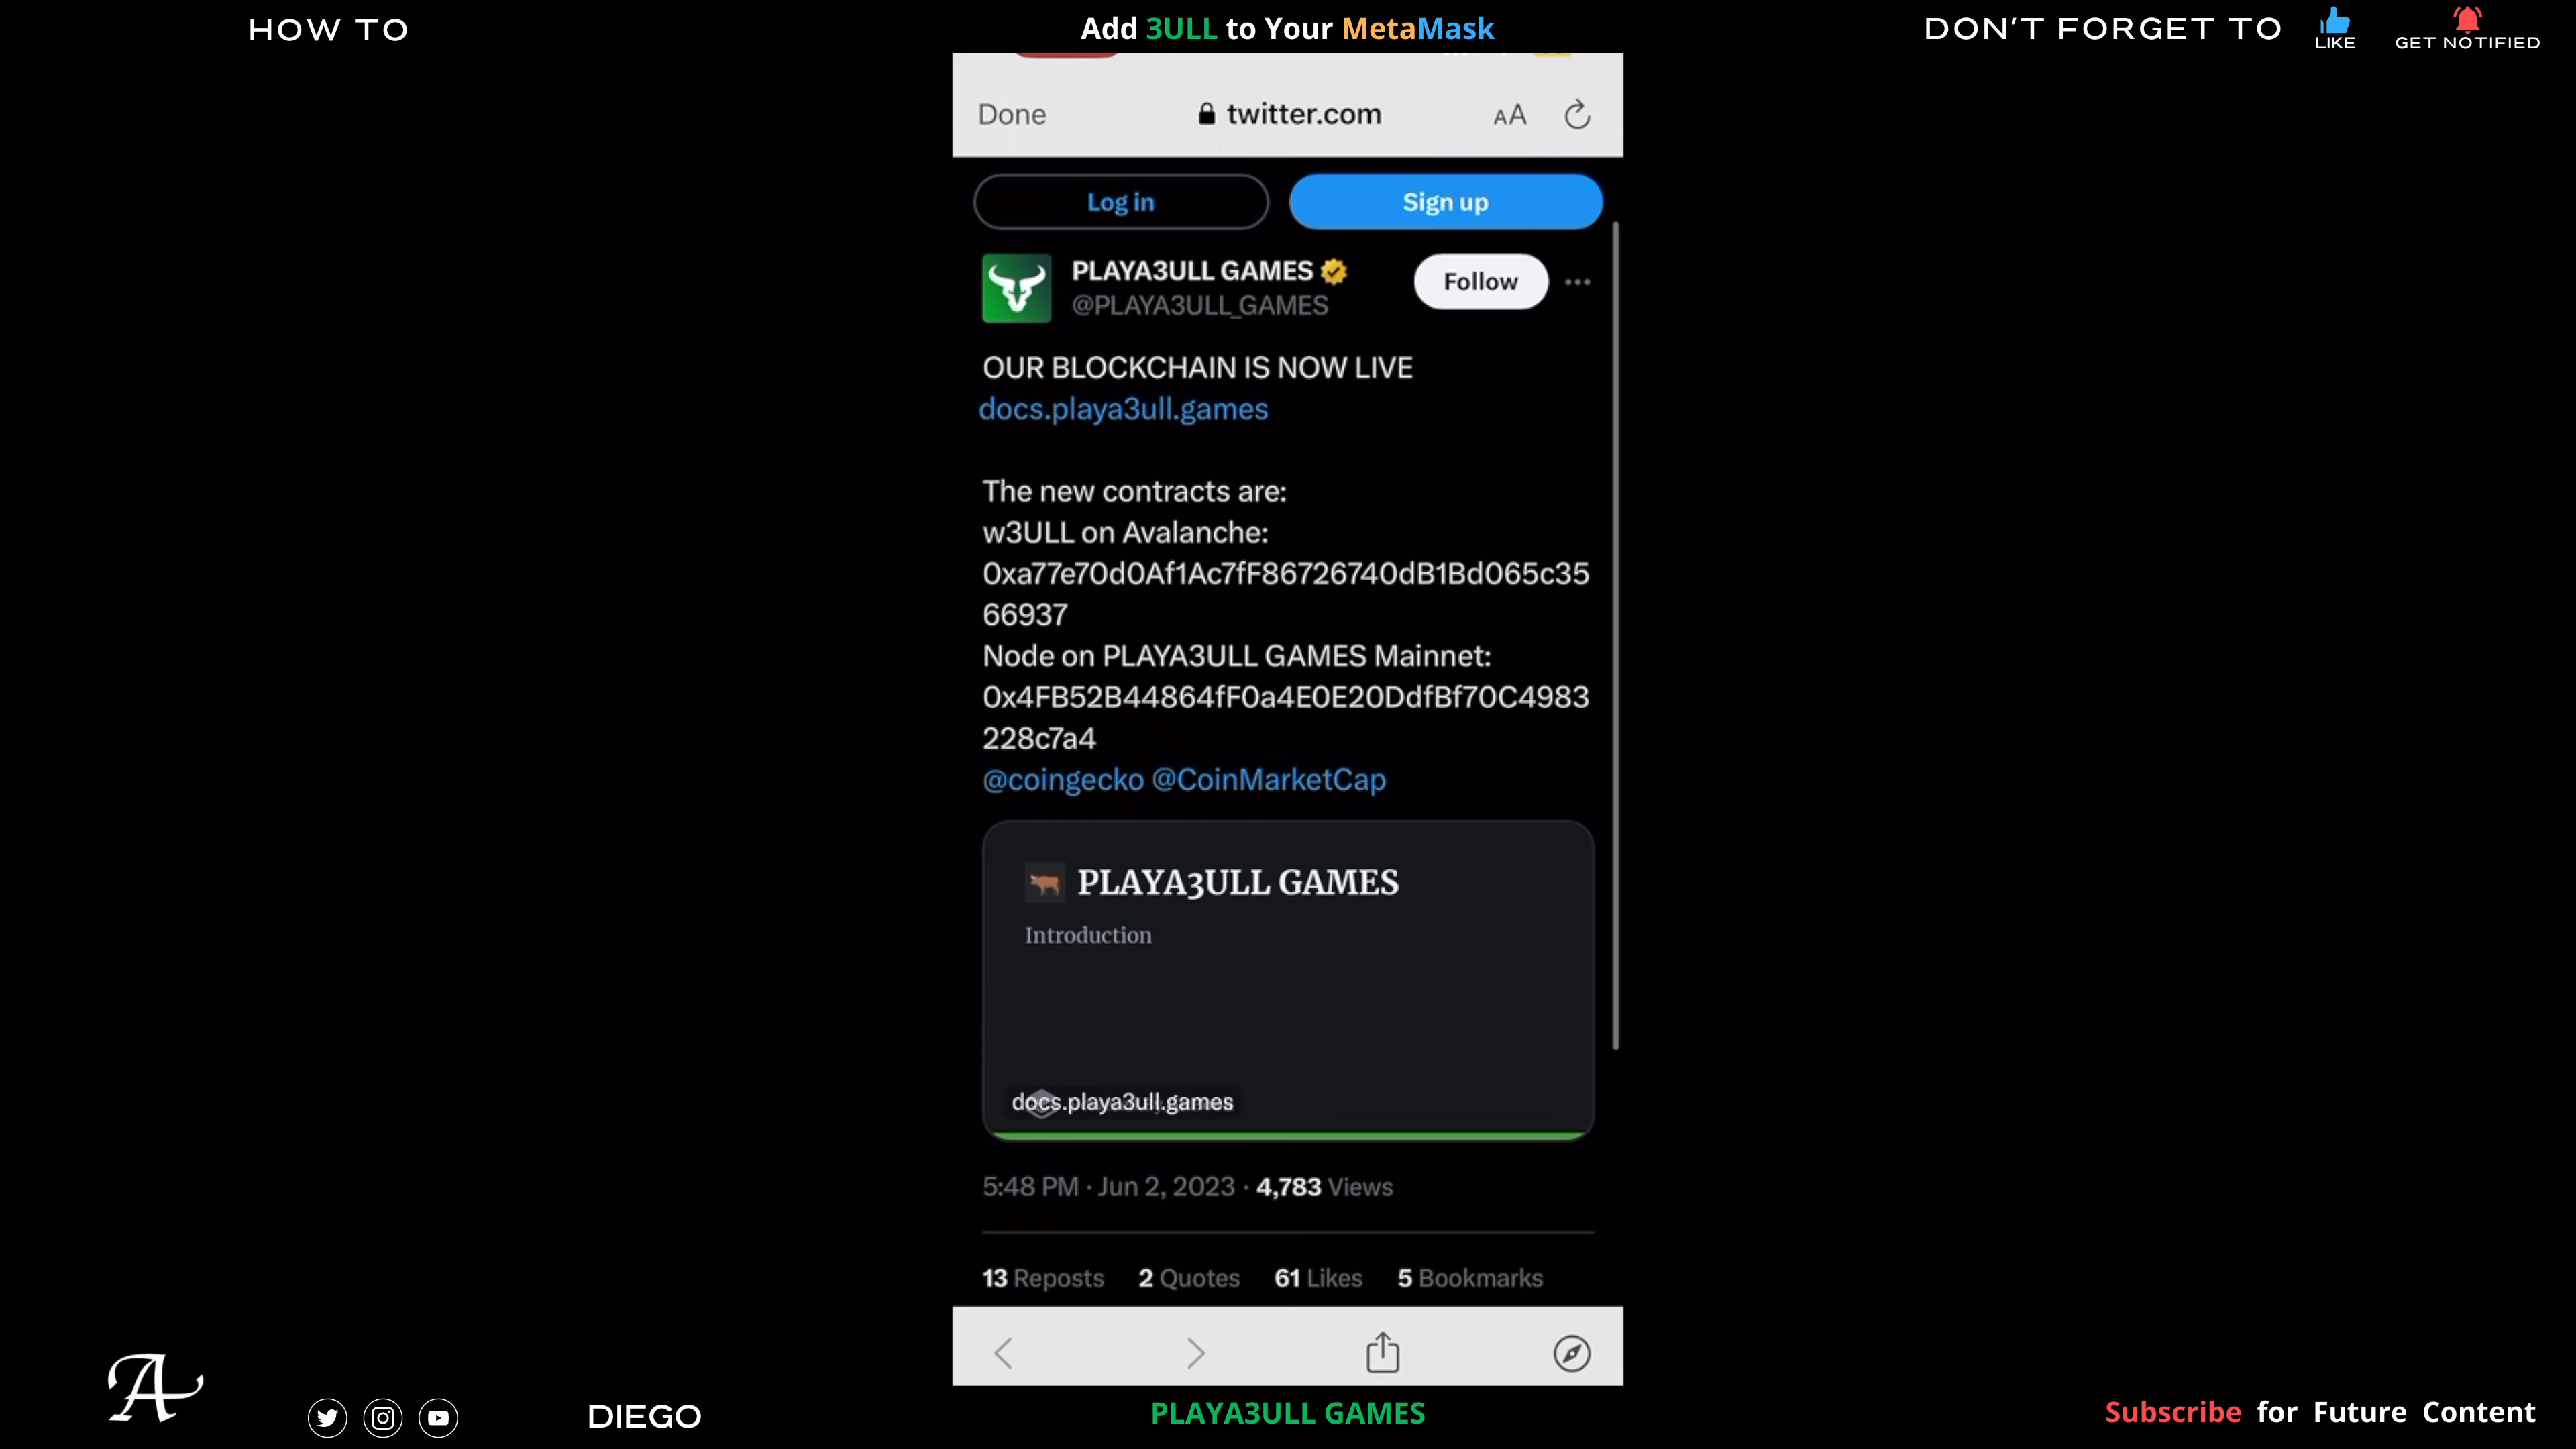 HOW TO
Add 3ULL to Your MetaMask
DON'T FORGET TO
LIKE
GET NOTIFIED
Done
twitter.com
AA
Log in
Sign up
PLAYA3ULL GAMES
@PLAYA3ULL_GAMES
Follow
OUR BLOCKCHAIN IS NOW LIVE
docs.playa3ull.games
The new contracts are:
w3ULL on Avalanche:
0xa77e70d0Af1Ac7fF86726740dB1Bd065c35
66937
Node on PLAYA3ULL GAMES Mainnet:
0x4FB52B44864fF0a4E0E20DdfBf70C4983
228c7a4
@coingecko @CoinMarketCap
PLAYA3ULL GAMES
Introduction
docs.playa3ull.games
5:48 PM · Jun 2, 2023 · 4,783 Views
13 Reposts 2 Quotes 61 Likes 5 Bookmarks
A
DIEGO
PLAYA3ULL GAMES
Subscribe for Future Content